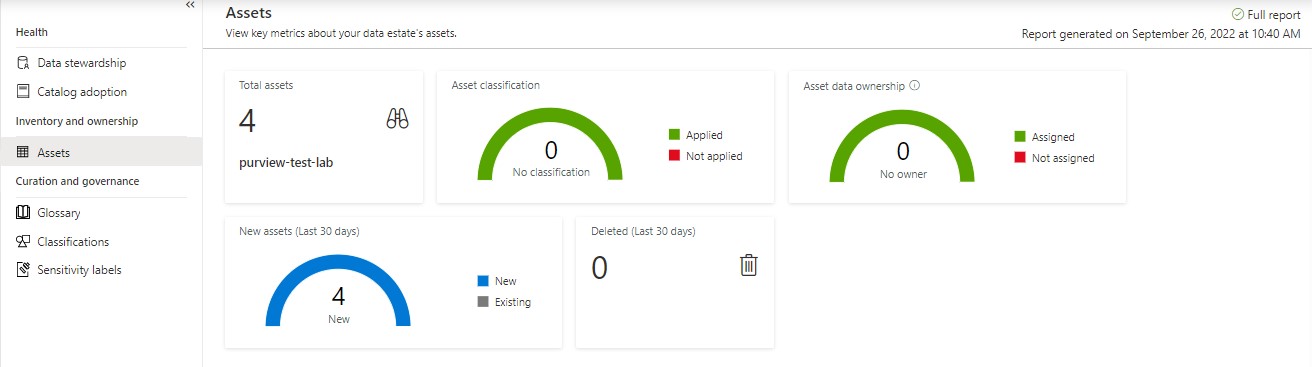 Health
Data stewardship
Catalog adoption
Inventory and ownership
Assets
Curation and governance
Glossary
Classifications
Sensitivity labels
Assets
View key metrics about your data estate's assets.
Full report
Report generated on September 26, 2022 at 10:40 AM
Total assets
4
purview-test-lab
Asset classification
0
No classification
Applied
Not applied
Asset data ownership
0
No owner
Assigned
Not assigned
New assets (Last 30 days)
4
New
New
Existing
Deleted (Last 30 days)
0